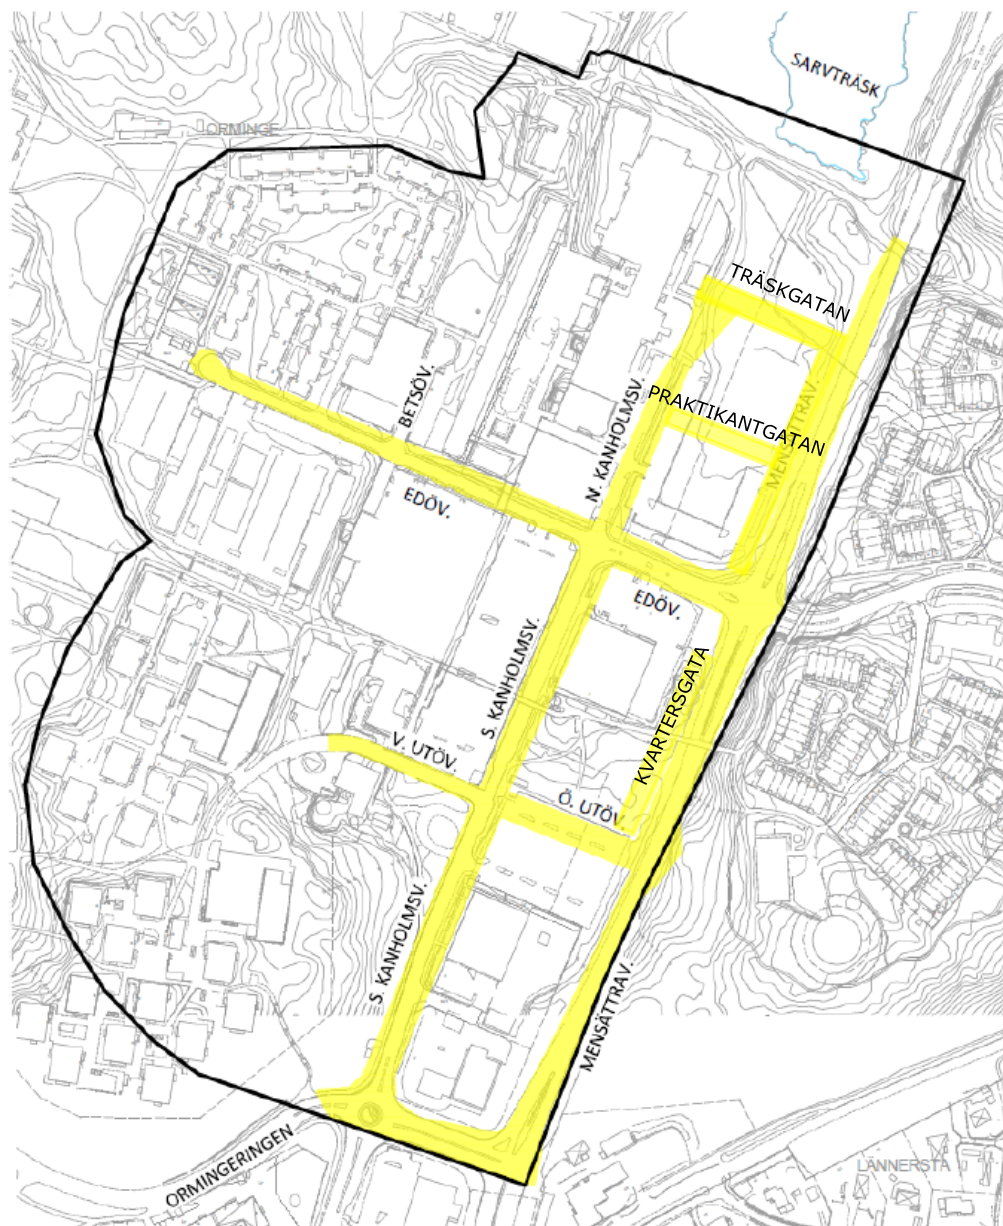 SARVTRÄSK
ORMINGE
TRÄSKGATAN
PRAKTIKANTGATAN
MENSÄTTRAV.
BETSÖV.
N. KANHOLMSV.
EDÖV.
EDÖV.
S. KANHOLMSV.
KVARTERSGATA
V. UTÖV.
Ö. UTÖV.
S. KANHOLMSV.
MENSÄTTRAV.
ORMINGERINGEN
LÄNNERSTA